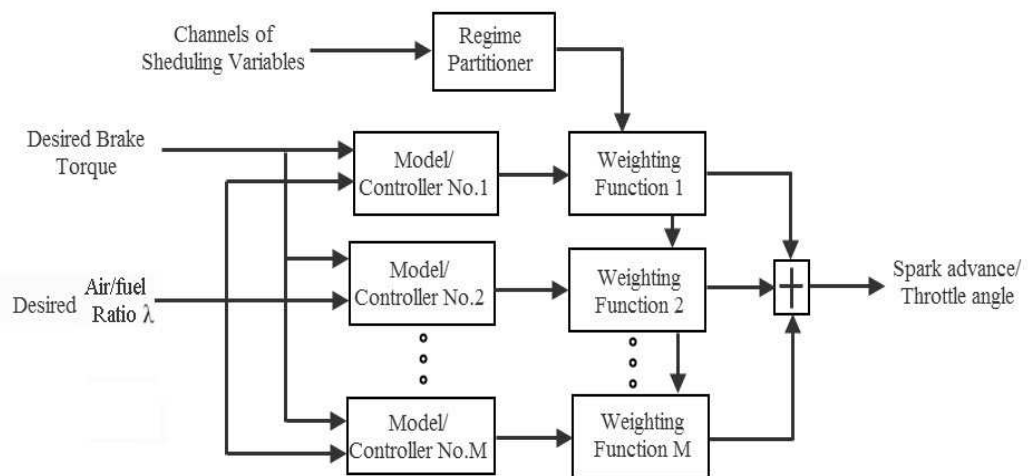 Channels of
Sheduling Variables
Regime
Partitioner
Desired Brake
Torque
Model/
Controller No.1
Weighting
Function 1
Desired Air/fuel
Ratio λ
Model/
Controller No.2
Weighting
Function 2
+
Spark advance/
Throttle angle
Model/
Controller No.M
Weighting
Function M